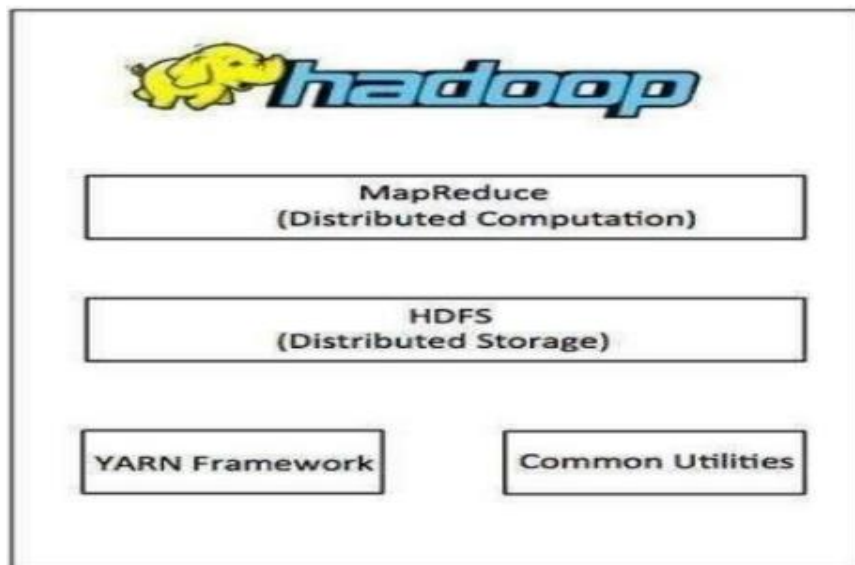 hadoop
MapReduce
(Distributed Computation)
HDFS
(Distributed Storage)
YARN Framework
Common Utilities